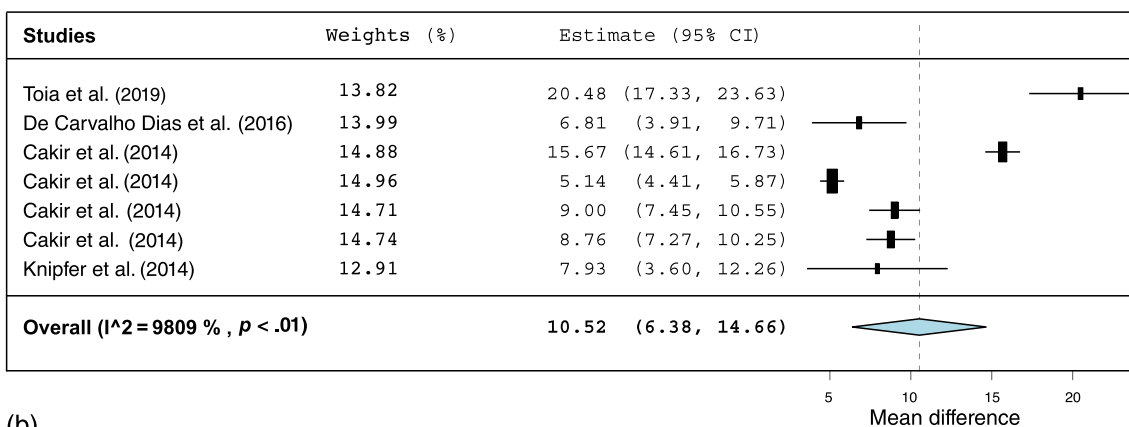 Studies Weights (%) Estimate (95% CI)
Toia et al. (2019) 13.82 20.48 (17.33, 23.63)
De Carvalho Dias et al. (2016) 13.99 6.81 (3.91, 9.71)
Cakir et al. (2014) 14.88 15.67 (14.61, 16.73)
Cakir et al. (2014) 14.96 5.14 (4.41, 5.87)
Cakir et al. (2014) 14.71 9.00 (7.45, 10.55)
Cakir et al. (2014) 14.74 8.76 (7.27, 10.25)
Knipfer et al. (2014) 12.91 7.93 (3.60, 12.26)
Overall (I^2 = 9809 % , p < .01) 10.52 (6.38, 14.66)
5 10 15 20
Mean difference
(b)